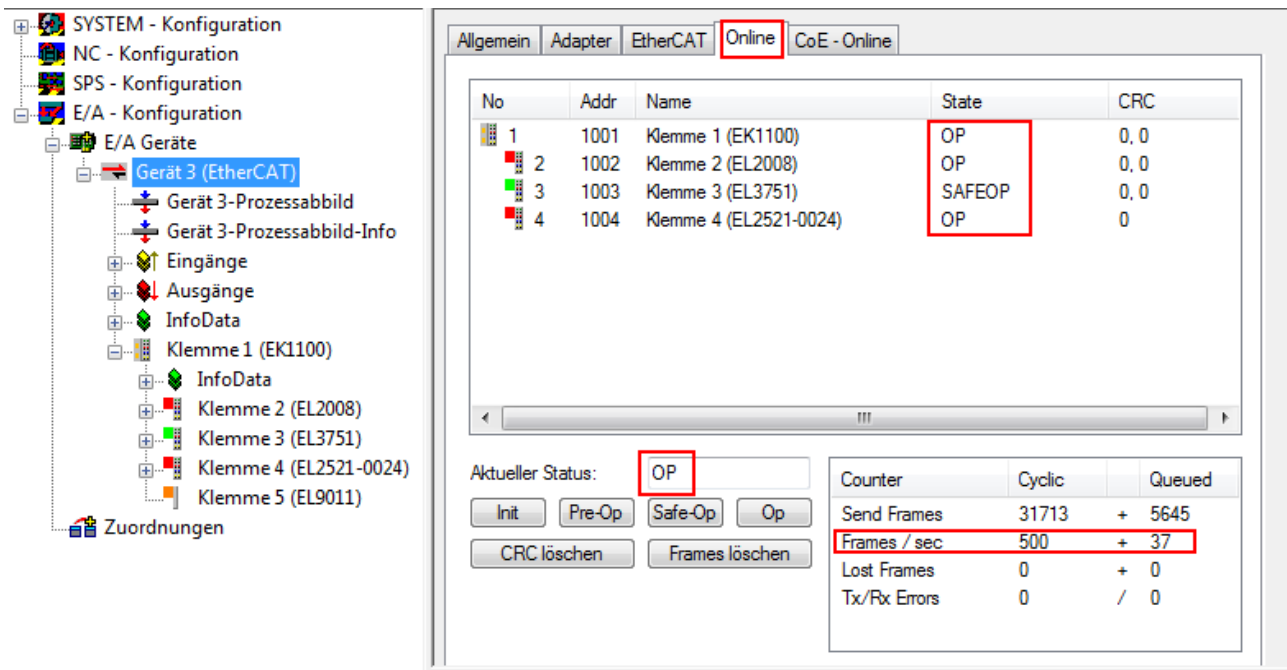 SYSTEM - Konfiguration
NC - Konfiguration
SPS - Konfiguration
E/A - Konfiguration
E/A Geräte
Gerät 3 (EtherCAT)
Gerät 3-Prozessabbild
Gerät 3-Prozessabbild-Info
Eingänge
Ausgänge
InfoData
Klemme 1 (EK1100)
InfoData
Klemme 2 (EL2008)
Klemme 3 (EL3751)
Klemme 4 (EL2521-0024)
Klemme 5 (EL9011)
Zuordnungen
Allgemein Adapter EtherCAT Online CoE - Online
No Addr Name State CRC
1 1001 Klemme 1 (EK1100) OP 0, 0
2 1002 Klemme 2 (EL2008) OP 0, 0
3 1003 Klemme 3 (EL3751) SAFEOP 0, 0
4 1004 Klemme 4 (EL2521-0024) OP 0
Aktueller Status: OP
Init Pre-Op Safe-Op Op
CRC löschen Frames löschen
Counter Cyclic Queued
Send Frames 31713 + 5645
Frames / sec 500 + 37
Lost Frames 0 + 0
Tx/Rx Errors 0 / 0